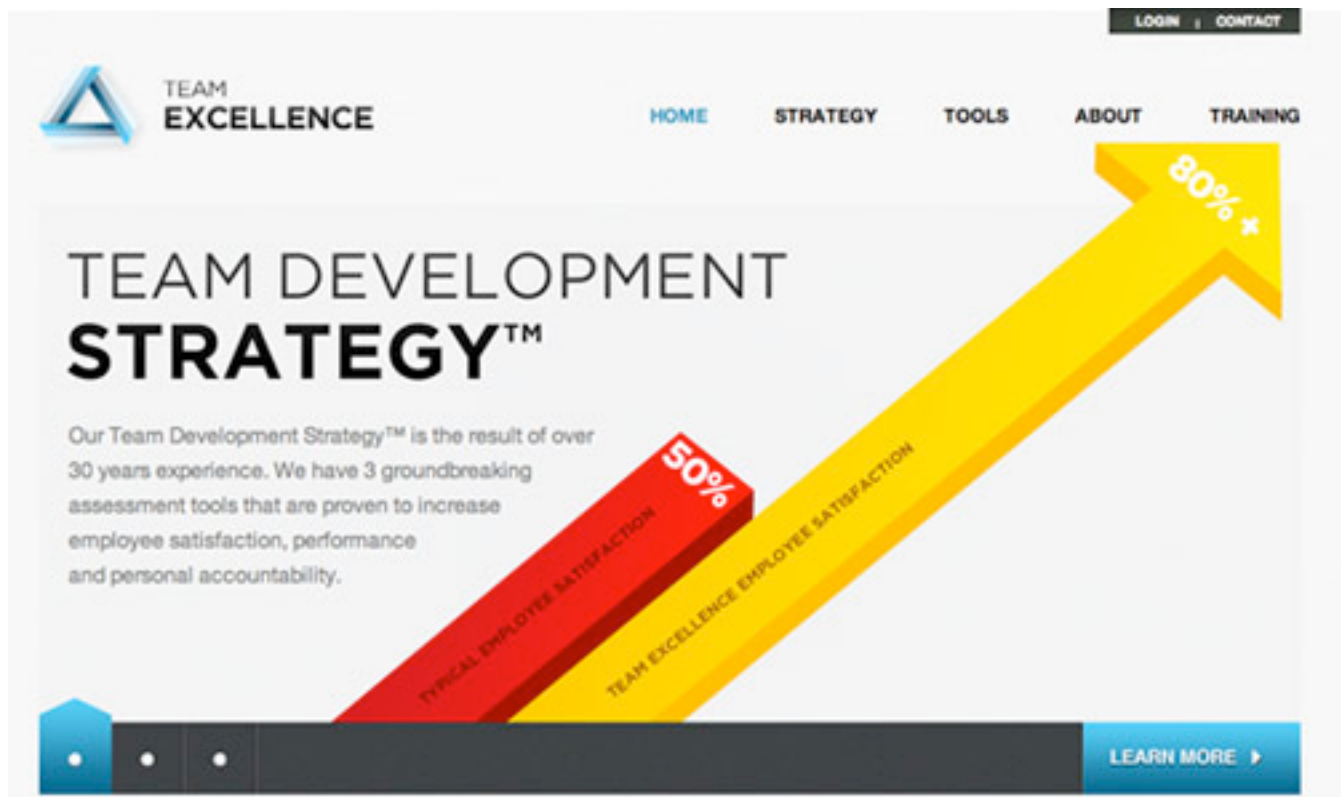 LOGIN | CONTACT
TEAM
EXCELLENCE
HOME STRATEGY TOOLS ABOUT TRAINING
80% +
TEAM DEVELOPMENT
STRATEGY™
Our Team Development Strategy™ is the result of over
30 years experience. We have 3 groundbreaking
assessment tools that are proven to increase
employee satisfaction, performance
and personal accountability.
50%
TYPICAL EMPLOYEE SATISFACTION
TEAM EXCELLENCE EMPLOYEE SATISFACTION
LEARN MORE